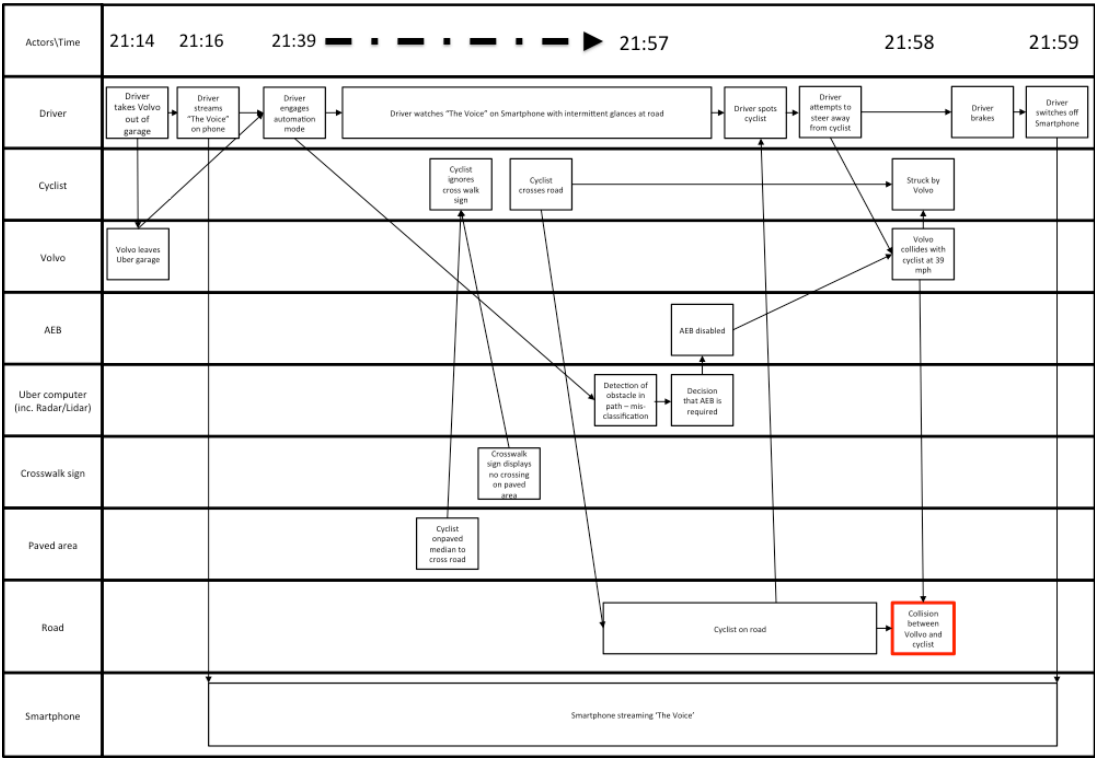 Actors\Time
21:14
21:16
21:39
21:57
21:58
21:59
Driver
Driver
takes Volvo
out of
garage
Driver
streams
"The Voice"
on phone
Driver
engages
automation
mode
Driver watches "The Voice" on Smartphone with intermittent glances at road
Driver spots
cyclist
Driver
attempts to
steer away
from cyclist
Driver
brakes
Driver
switches off
Smartphone
Cyclist
Cyclist
ignores
cross walk
sign
Cyclist
crosses road
Struck by
Volvo
Volvo
Volvo leaves
Uber garage
Volvo
collides with
cyclist at 39
mph
AEB
AEB disabled
Uber computer
(inc. Radar/Lidar)
Detection of
obstacle in
path – mis-
classification
Decision
that AEB is
required
Crosswalk sign
Crosswalk
sign displays
no crossing
on paved
area
Paved area
Cyclist
onpaved
median to
cross road
Road
Cyclist on road
Collision
between
Vollvo and
cyclist
Smartphone
Smartphone streaming 'The Voice'